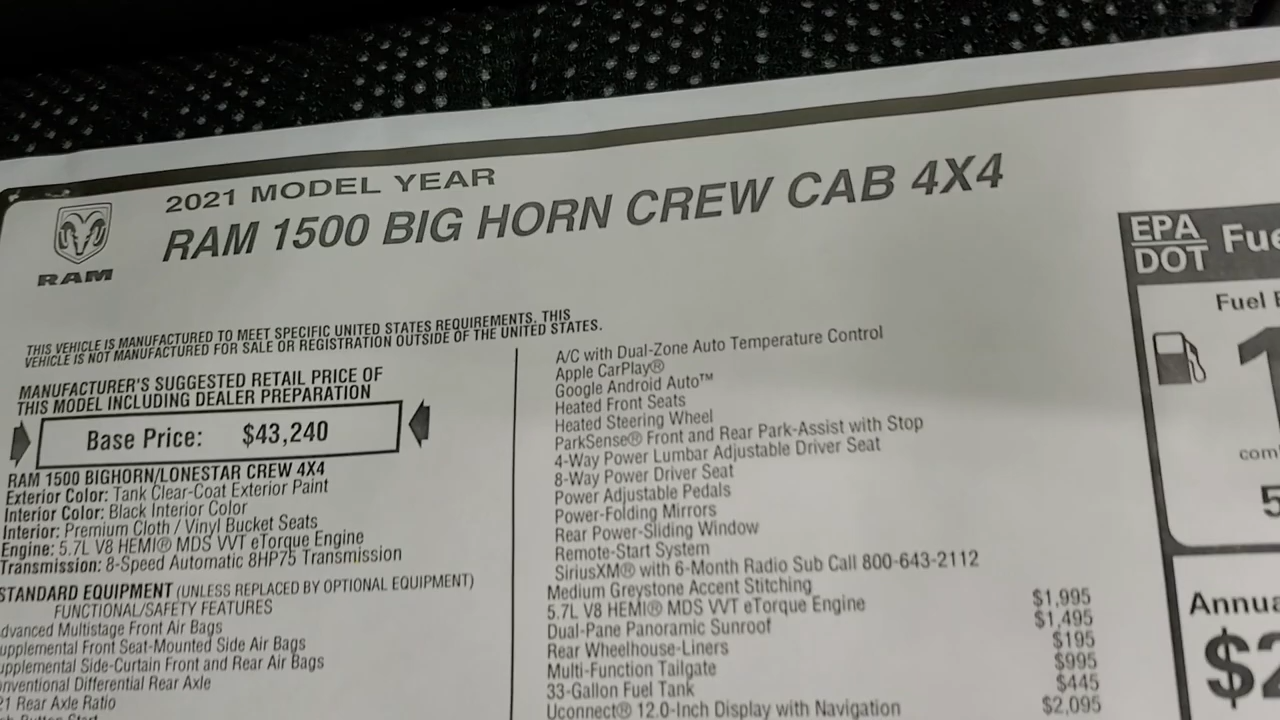 2021 MODEL YEAR
RAM 1500 BIG HORN CREW CAB 4X4
RAM
THIS VEHICLE IS MANUFACTURED TO MEET SPECIFIC UNITED STATES REQUIREMENTS. THIS
VEHICLE IS NOT MANUFACTURED FOR SALE OR REGISTRATION OUTSIDE OF THE UNITED STATES.
MANUFACTURER'S SUGGESTED RETAIL PRICE OF
THIS MODEL INCLUDING DEALER PREPARATION
Base Price: $43,240
RAM 1500 BIGHORN/LONESTAR CREW 4X4
Exterior Color: Tank Clear-Coat Exterior Paint
Interior Color: Black Interior Color
Interior: Premium Cloth / Vinyl Bucket Seats
Engine: 5.7L V8 HEMI® MDS VVT eTorque Engine
Transmission: 8-Speed Automatic 8HP75 Transmission
STANDARD EQUIPMENT (UNLESS REPLACED BY OPTIONAL EQUIPMENT)
FUNCTIONAL/SAFETY FEATURES
dvanced Multistage Front Air Bags
upplemental Front Seat-Mounted Side Air Bags
upplemental Side-Curtain Front and Rear Air Bags
onventional Differential Rear Axle
21 Rear Axle Ratio
A/C with Dual-Zone Auto Temperature Control
Apple CarPlay®
Google Android Auto™
Heated Front Seats
Heated Steering Wheel
ParkSense® Front and Rear Park-Assist with Stop
4-Way Power Lumbar Adjustable Driver Seat
8-Way Power Driver Seat
Power Adjustable Pedals
Power-Folding Mirrors
Rear Power-Sliding Window
Remote-Start System
SiriusXM® with 6-Month Radio Sub Call 800-643-2112
Medium Greystone Accent Stitching
5.7L V8 HEMI® MDS VVT eTorque Engine $1,995
Dual-Pane Panoramic Sunroof $1,495
Rear Wheelhouse-Liners $195
Multi-Function Tailgate $995
33-Gallon Fuel Tank $445
Uconnect® 12.0-Inch Display with Navigation $2,095
EPA
DOT
Fue
Fuel E
1
com
5
Annua
$2